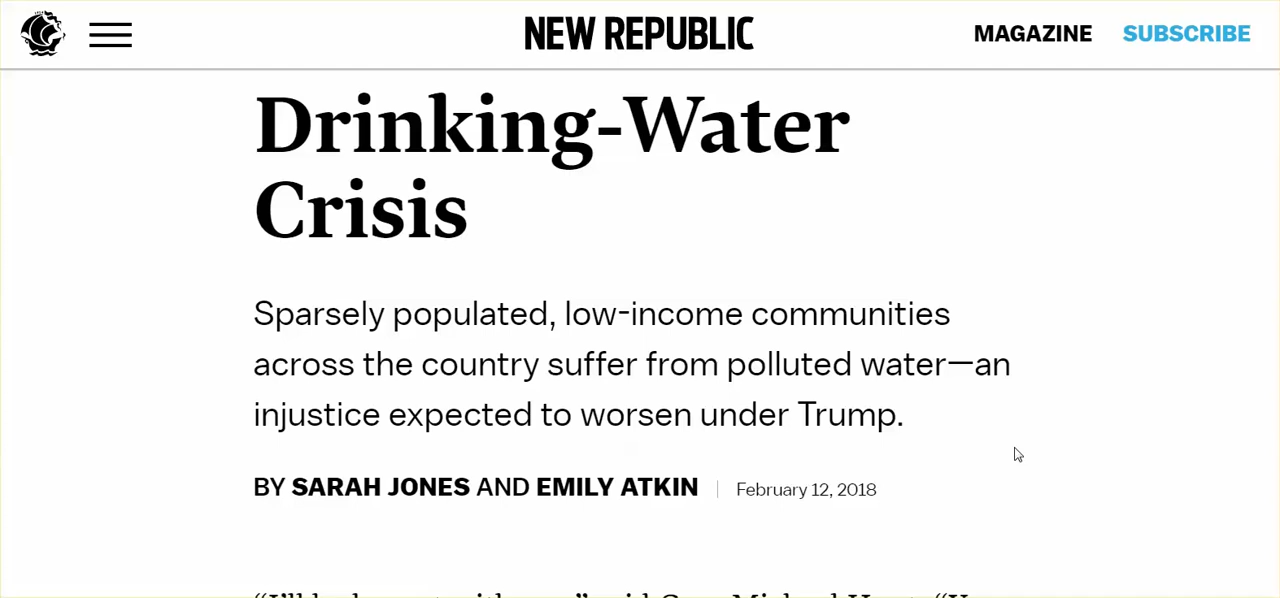 NEW REPUBLIC
MAGAZINE
SUBSCRIBE
Drinking-Water
Crisis
Sparsely populated, low-income communities
across the country suffer from polluted water—an
injustice expected to worsen under Trump.
BY SARAH JONES AND EMILY ATKIN
February 12, 2018